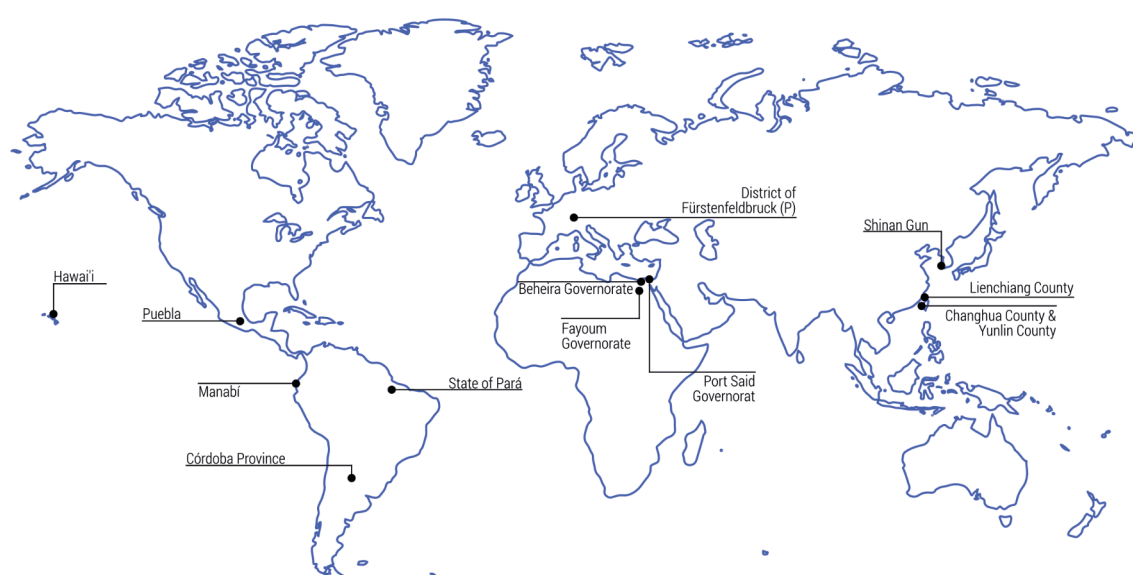 District of
Fürstenfeldbruck (P)
Shinan Gun
Hawai'i
Beheira Governorate
Lienchiang County
Puebla
Changhua County &
Yunlin County
Fayoum
Governorate
Manabí
State of Pará
Port Said
Governorat
Córdoba Province